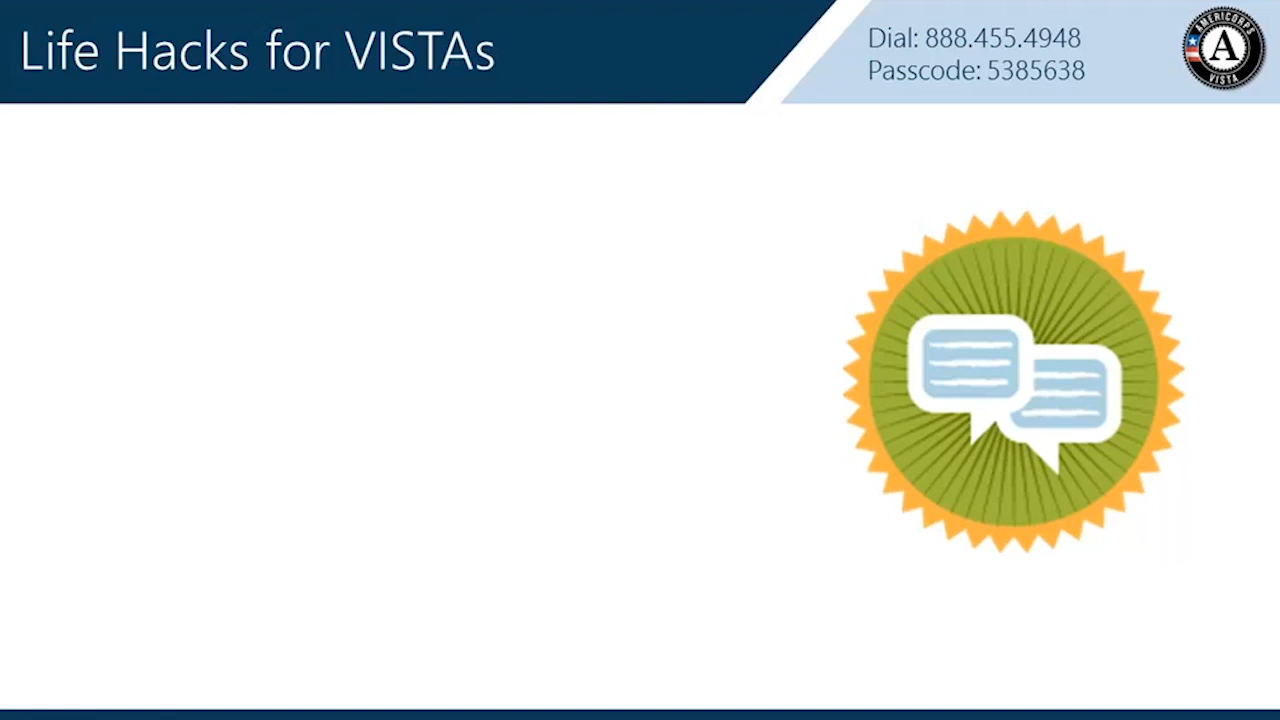 Life Hacks for VISTAs
Dial: 888.455.4948
Passcode: 5385638
AMERICORPS
A
VISTA